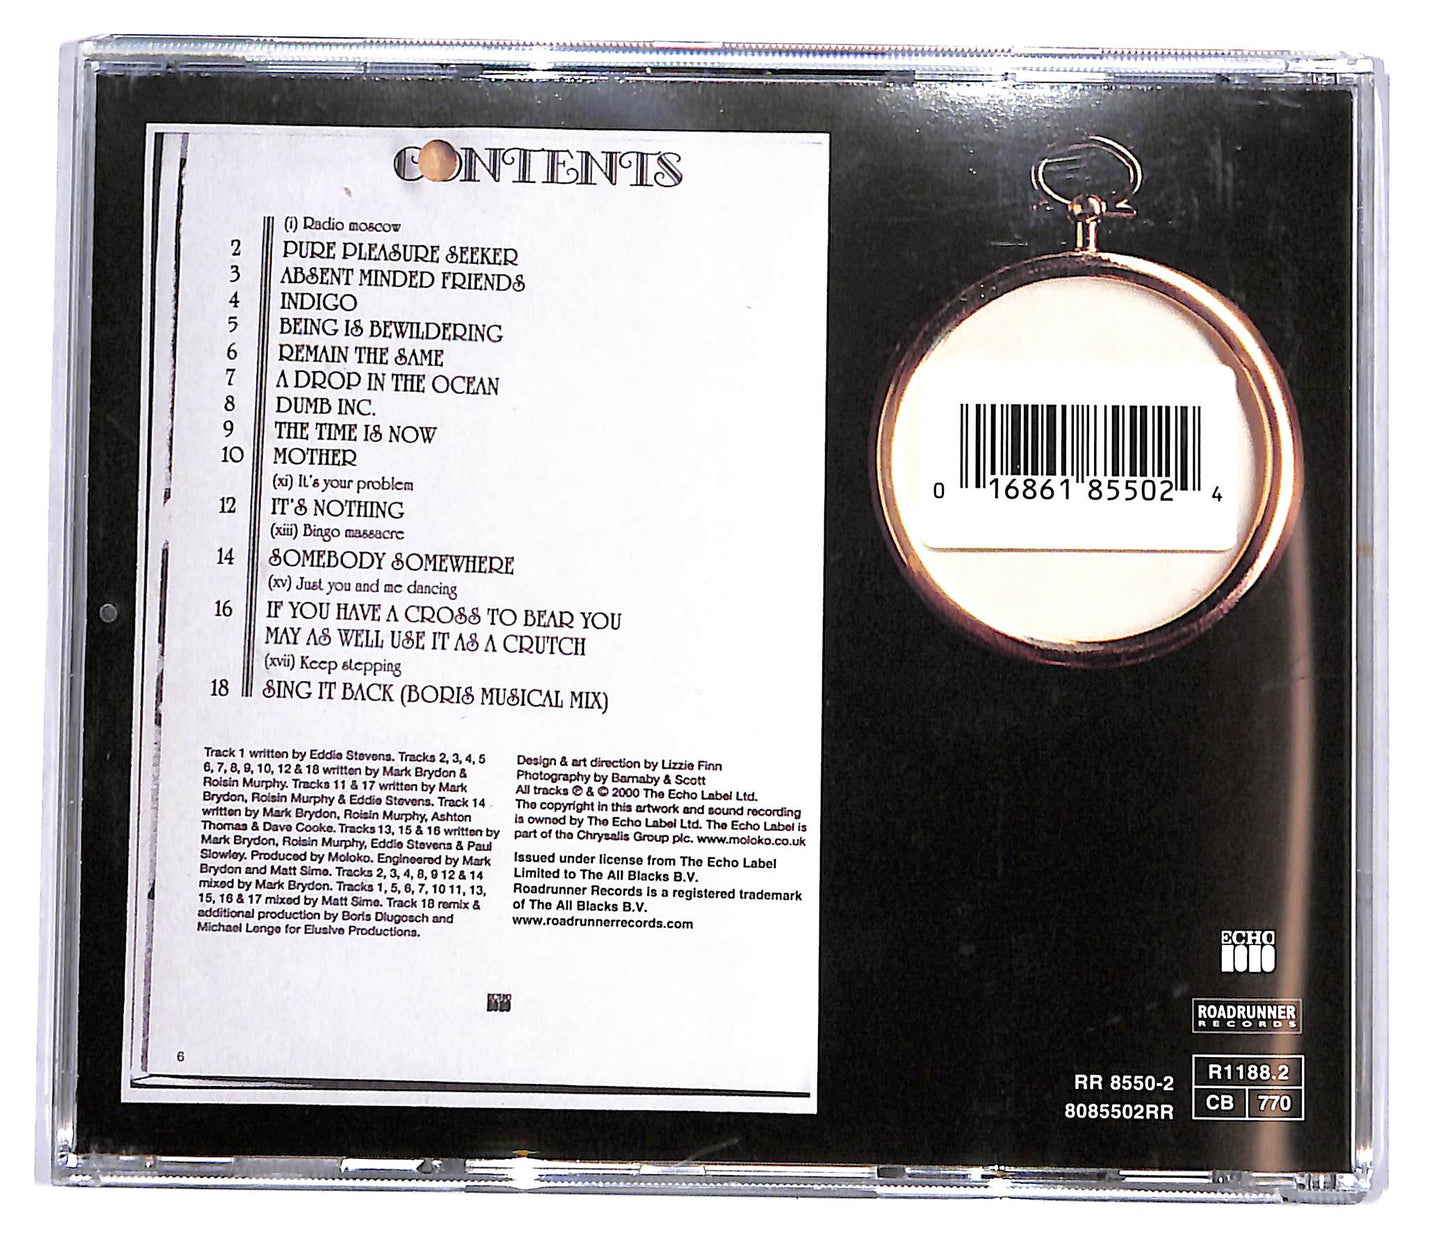 CONTENTS
(i) Radio moscow
2 PURE PLEASURE SEEKER
3 ABSENT MINDED FRIENDS
4 INDIGO
5 BEING IS BEWILDERING
6 REMAIN THE SAME
7 A DROP IN THE OCEAN
8 DUMB INC.
9 THE TIME IS NOW
10 MOTHER
(xi) It's your problem
12 IT'S NOTHING
(xiii) Bingo massacre
14 SOMEBODY SOMEWHERE
(xv) Just you and me dancing
16 IF YOU HAVE A CROSS TO BEAR YOU
MAY AS WELL USE IT AS A CRUTCH
(xvii) Keep stepping
18 SING IT BACK (BORIS MUSICAL MIX)
Track 1 written by Eddie Stevens. Tracks 2, 3, 4, 5
6, 7, 8, 9, 10, 12 & 18 written by Mark Brydon &
Roisin Murphy. Tracks 11 & 17 written by Mark
Brydon, Roisin Murphy & Eddie Stevens. Track 14
written by Mark Brydon, Roisin Murphy, Ashton
Thomas & Dave Cooke. Tracks 13, 15 & 16 written by
Mark Brydon, Roisin Murphy, Eddie Stevens & Paul
Slowley. Produced by Moloko. Engineered by Mark
Brydon and Matt Sime. Tracks 2, 3, 4, 8, 9 12 & 14
mixed by Mark Brydon. Tracks 1, 5, 6, 7, 10 11, 13,
15, 16 & 17 mixed by Matt Sime. Track 18 remix &
additional production by Boris Dlugosch and
Michael Lange for Elusive Productions.
Design & art direction by Lizzie Finn
Photography by Barnaby & Scott
All tracks ℗ & © 2000 The Echo Label Ltd.
The copyright in this artwork and sound recording
is owned by The Echo Label Ltd. The Echo Label is
part of the Chrysalis Group plc. www.moloko.co.uk
Issued under license from The Echo Label
Limited to The All Blacks B.V.
Roadrunner Records is a registered trademark
of The All Blacks B.V.
www.roadrunnerrecords.com
ECHO
6
0 16861 85502 4
ECHO
ROADRUNNER
RECORDS
RR 8550-2
8085502RR
R1188.2
CB 770